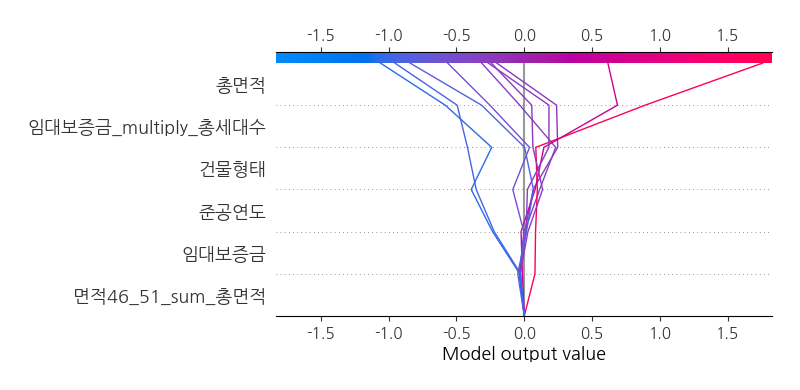 -1.5 -1.0 -0.5 0.0 0.5 1.0 1.5
총면적
임대보증금_multiply_총세대수
건물형태
준공연도
임대보증금
면적46_51_sum_총면적
-1.5 -1.0 -0.5 0.0 0.5 1.0 1.5
Model output value